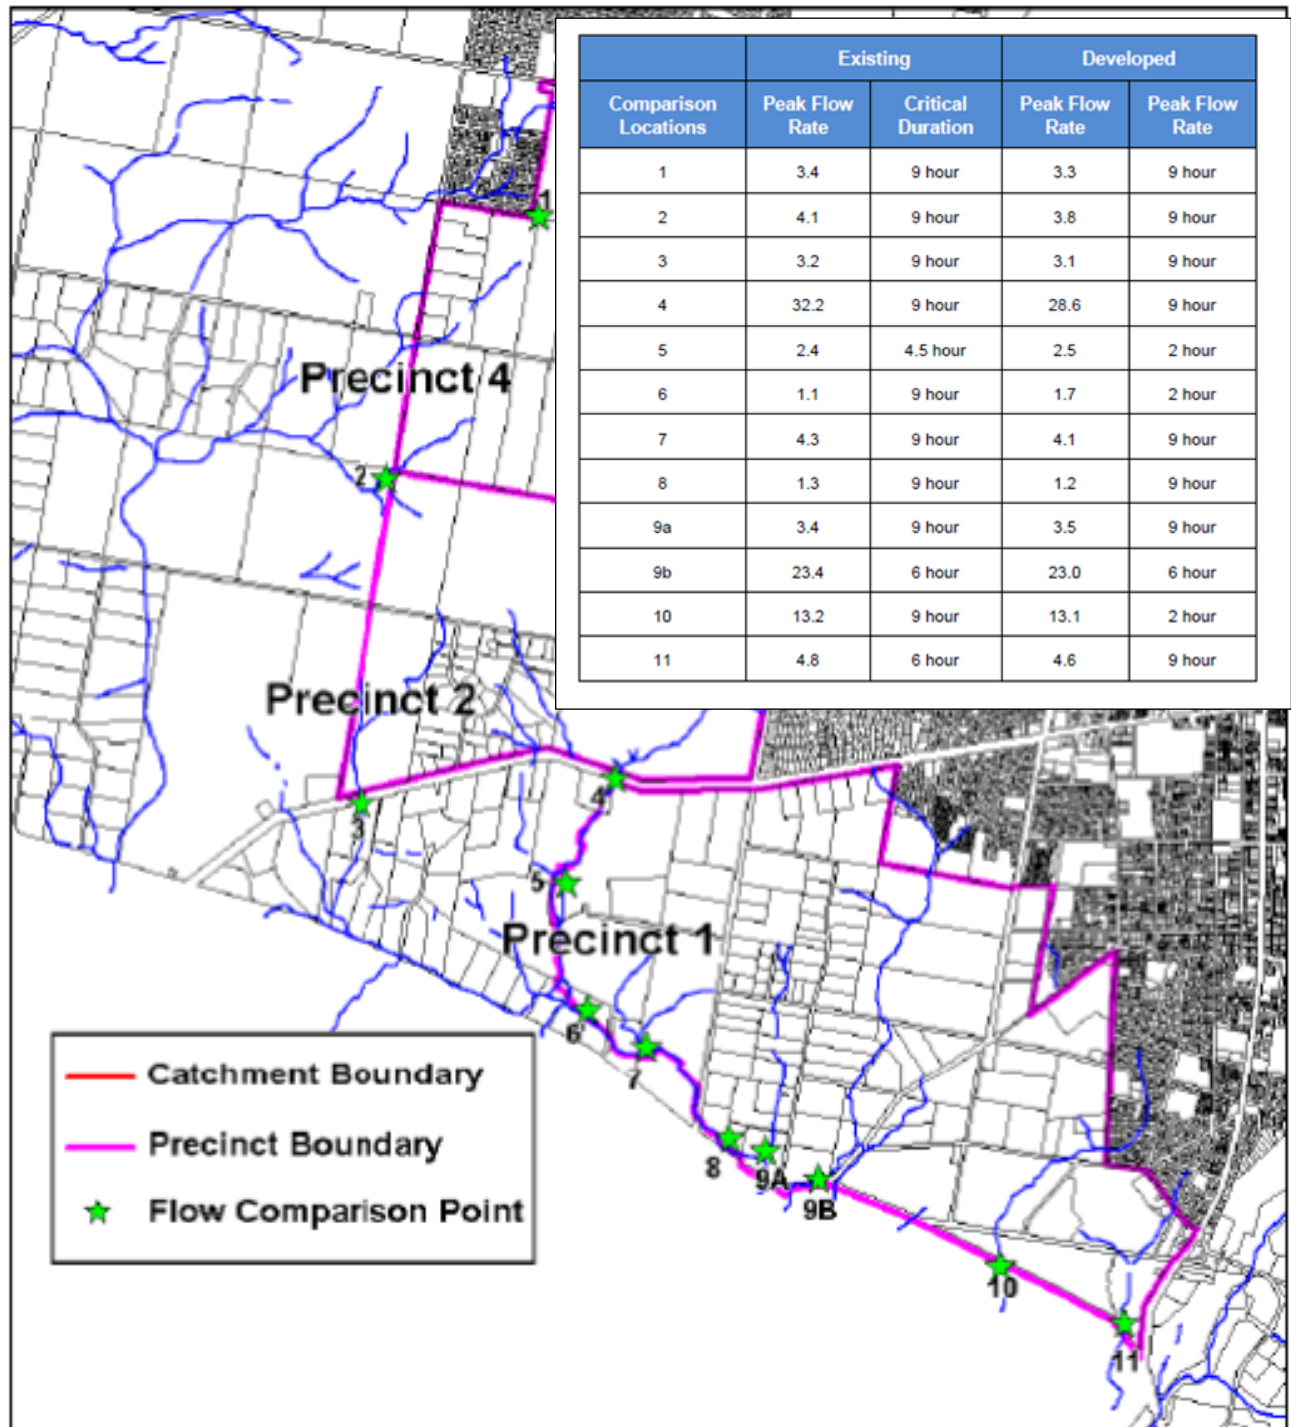 Existing Developed
Comparison Locations Peak Flow Rate Critical Duration Peak Flow Rate Peak Flow Rate
1 3.4 9 hour 3.3 9 hour
2 4.1 9 hour 3.8 9 hour
3 3.2 9 hour 3.1 9 hour
4 32.2 9 hour 28.6 9 hour
5 2.4 4.5 hour 2.5 2 hour
6 1.1 9 hour 1.7 2 hour
7 4.3 9 hour 4.1 9 hour
8 1.3 9 hour 1.2 9 hour
9a 3.4 9 hour 3.5 9 hour
9b 23.4 6 hour 23.0 6 hour
10 13.2 9 hour 13.1 2 hour
11 4.8 6 hour 4.6 9 hour
1
Precinct 4
2
Precinct 2
4
3
5
Precinct 1
6
7
8
9A
9B
10
11
Catchment Boundary
Precinct Boundary
Flow Comparison Point